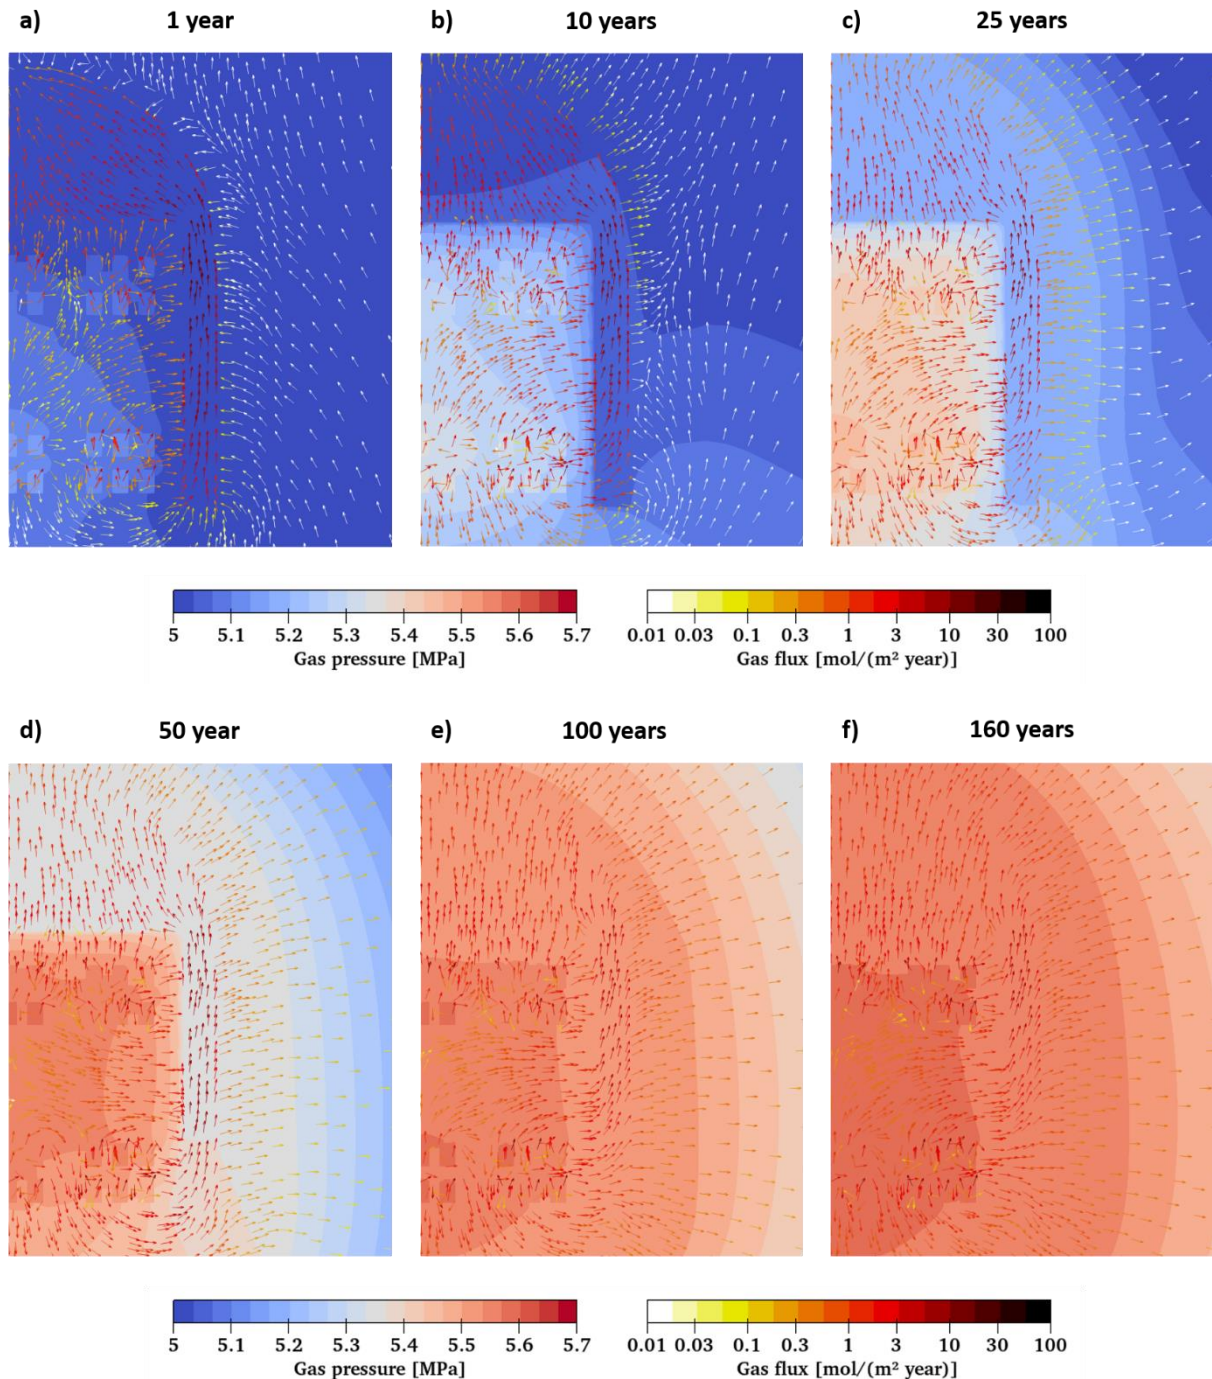 a) 1 year b) 10 years c) 25 years
5 5.1 5.2 5.3 5.4 5.5 5.6 5.7 0.01 0.03 0.1 0.3 1 3 10 30 100
Gas pressure [MPa] Gas flux [mol/(m² year)]
d) 50 year e) 100 years f) 160 years
5 5.1 5.2 5.3 5.4 5.5 5.6 5.7 0.01 0.03 0.1 0.3 1 3 10 30 100
Gas pressure [MPa] Gas flux [mol/(m² year)]